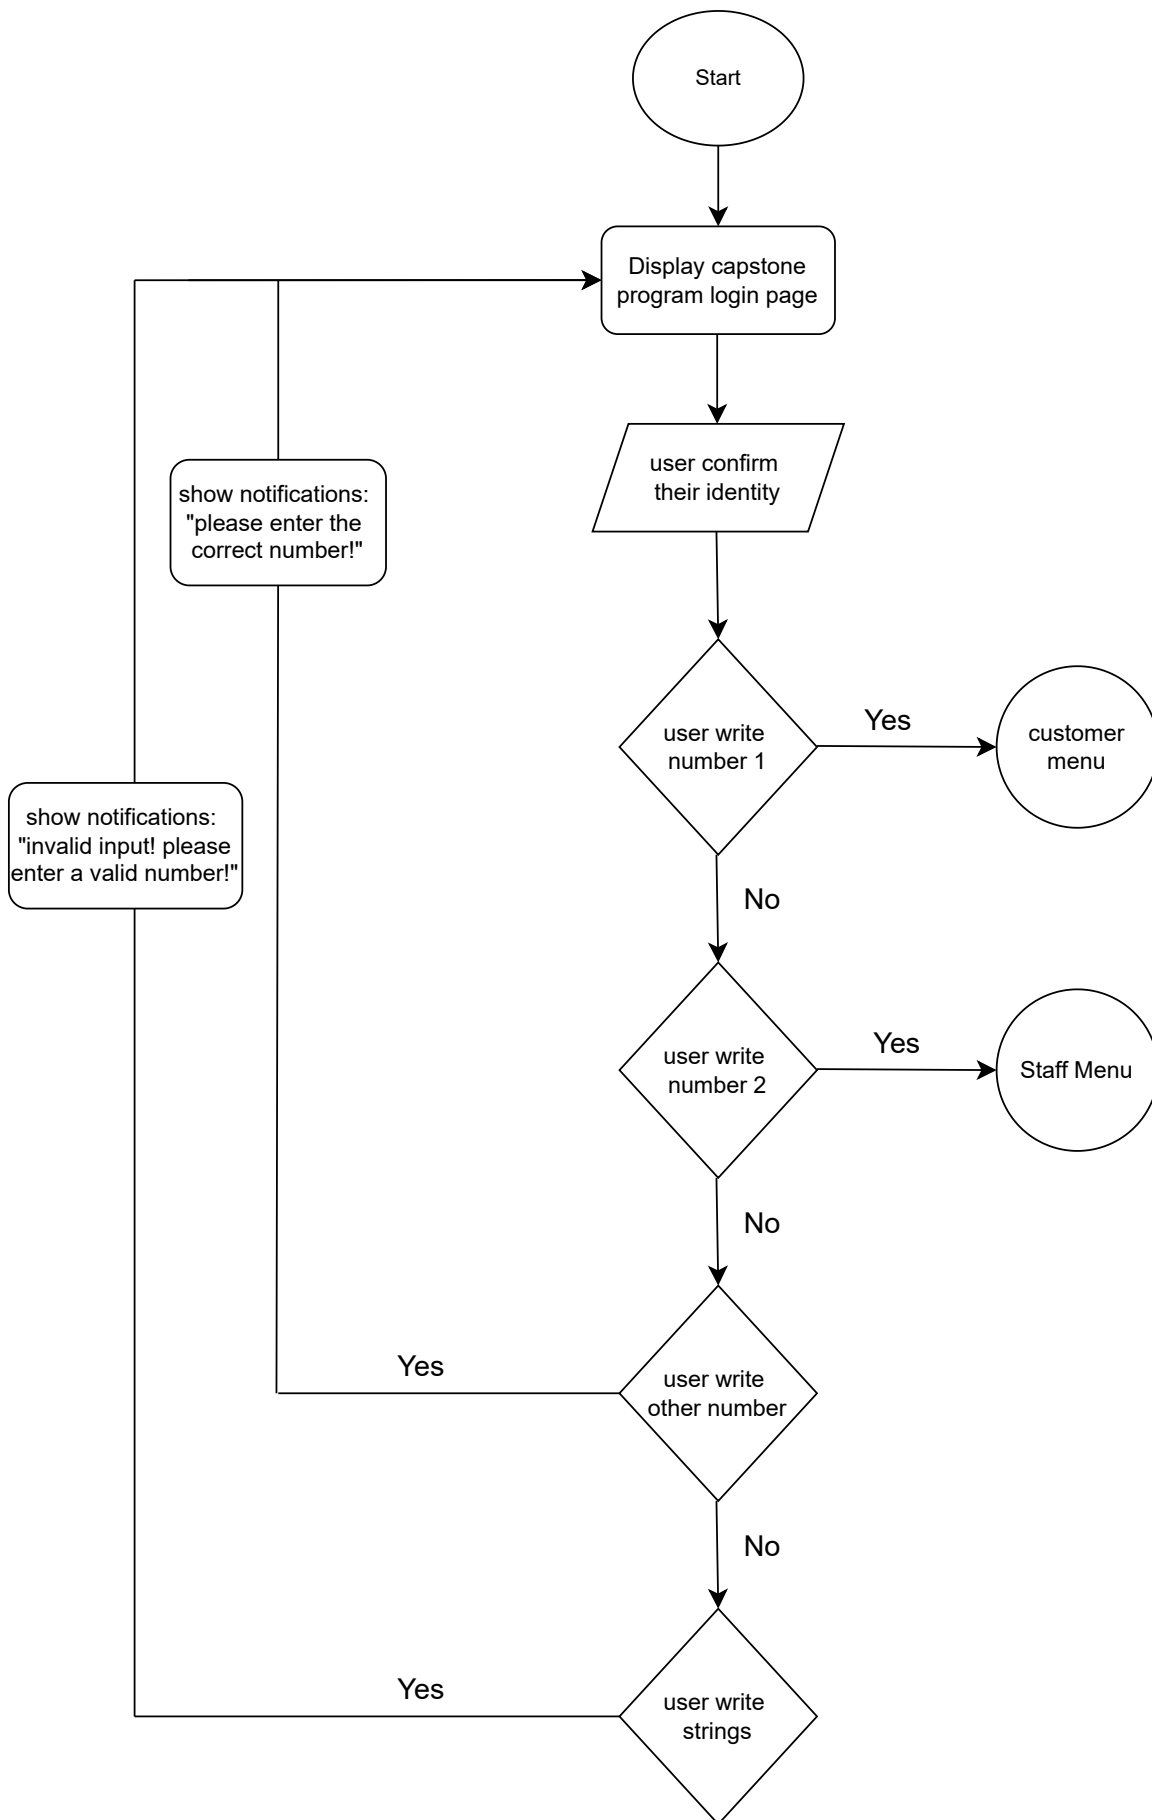 Start
Display capstone
program login page
user confirm
their identity
show notifications:
"please enter the
correct number!"
user write
number 1
Yes
customer
menu
show notifications:
"invalid input! please
enter a valid number!"
No
user write
number 2
Yes
Staff Menu
No
user write
other number
Yes
No
user write
strings
Yes